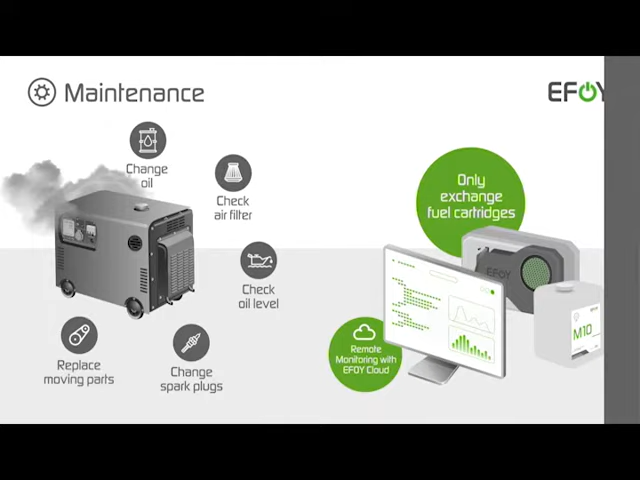 Maintenance
EFOY
Change
oil
Check
air filter
Check
oil level
Replace
moving parts
Change
spark plugs
Only
exchange
fuel cartridges
EFOY
M10
Remote
Monitoring with
EFOY Cloud